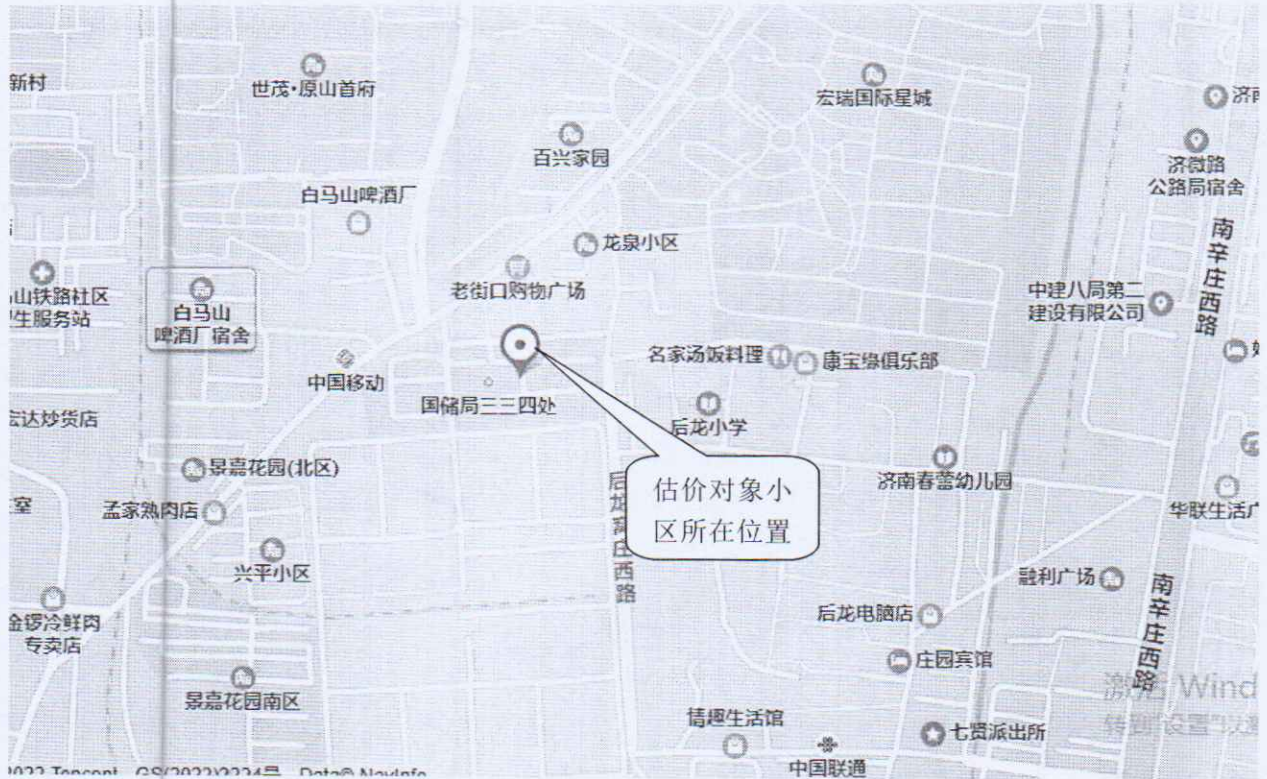 新村
世茂·原山首府
宏瑞国际星城
济南
百兴家园
济微路
公路局宿舍
白马山啤酒厂
龙泉小区
南辛庄西路
山铁路社区
生服务站
白马山
啤酒厂宿舍
老街口购物广场
中建八局第二
建设有限公司
中国移动
名家汤饭料理
康宝缘俱乐部
国储局三三四处
后龙小学
宏达炒货店
景嘉花园(北区)
后龙窝庄西路
估价对象小
区所在位置
济南春蕾幼儿园
室
孟家熟肉店
华联生活广
兴平小区
融利广场
南辛庄西路
金锣冷鲜肉
专卖店
后龙电脑店
庄园宾馆
景嘉花园南区
激活 Wind
转到"设置"以激
情趣生活馆
七贤派出所
中国联通
2022 Tencent - GS(2022)2224号 - Data© NavInfo